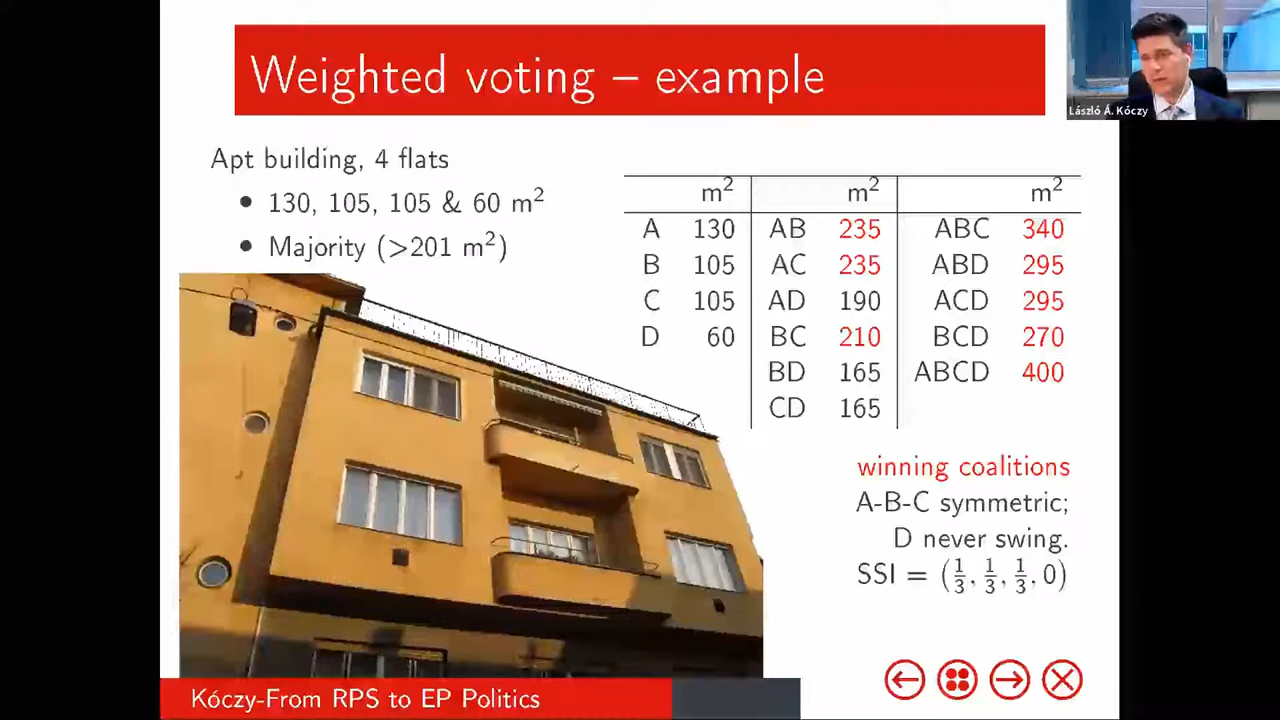 Weighted voting – example
László Á. Kóczy
Apt building, 4 flats
• 130, 105, 105 & 60 m²
• Majority (>201 m²)
m² m² m²
A 130 AB 235 ABC 340
B 105 AC 235 ABD 295
C 105 AD 190 ACD 295
D 60 BC 210 BCD 270
BD 165 ABCD 400
CD 165
winning coalitions
A-B-C symmetric;
D never swing.
SSI = (1/3, 1/3, 1/3, 0)
Kóczy-From RPS to EP Politics